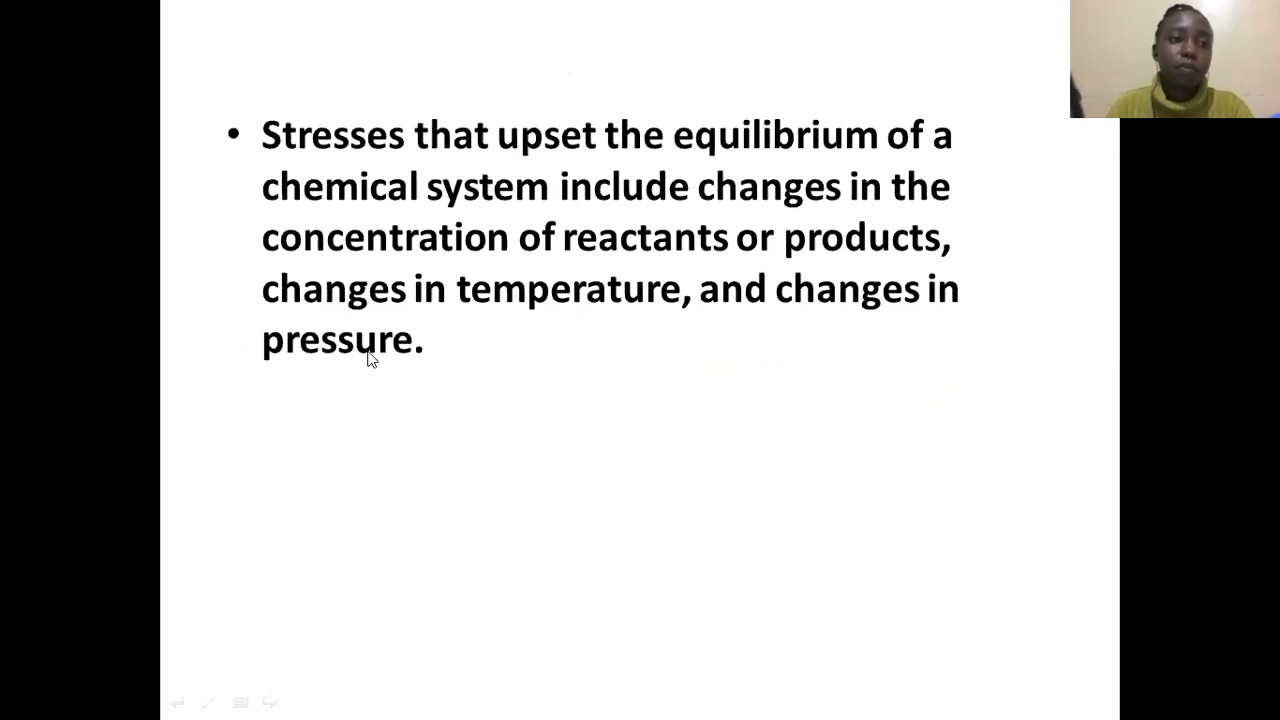 • Stresses that upset the equilibrium of a
chemical system include changes in the
concentration of reactants or products,
changes in temperature, and changes in
pressure.